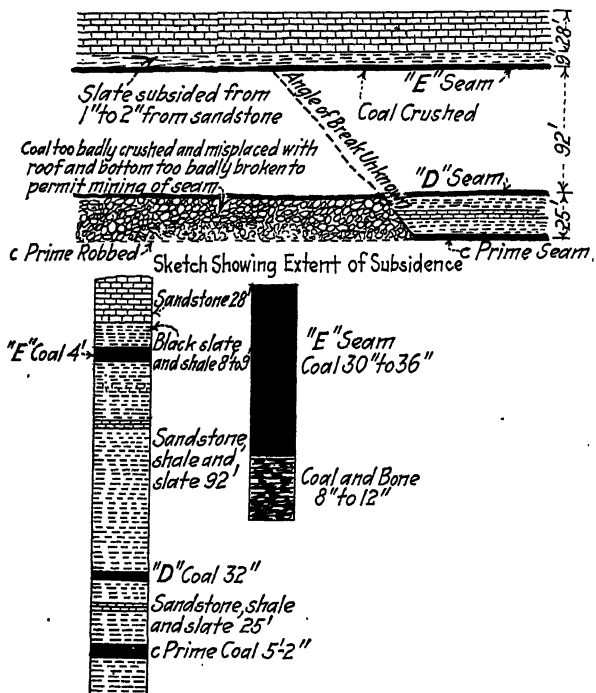 28'
9'
Slate subsided from
1" to 2" from sandstone
Angle of Break Unknown
"E" Seam
Coal Crushed
92'
Coal too badly crushed and misplaced with
roof and bottom too badly broken to
permit mining of seam
"D" Seam
25'
c Prime Robbed
c Prime Seam
Sketch Showing Extent of Subsidence
Sandstone 28'
"E" Coal 4'
Black slate
and shale 8' to 9'
"E" Seam
Coal 30" to 36"
Sandstone,
shale and
slate 92'
Coal and Bone
8" to 12"
"D" Coal 32"
Sandstone, shale
and slate 25'
c Prime Coal 5'-2"